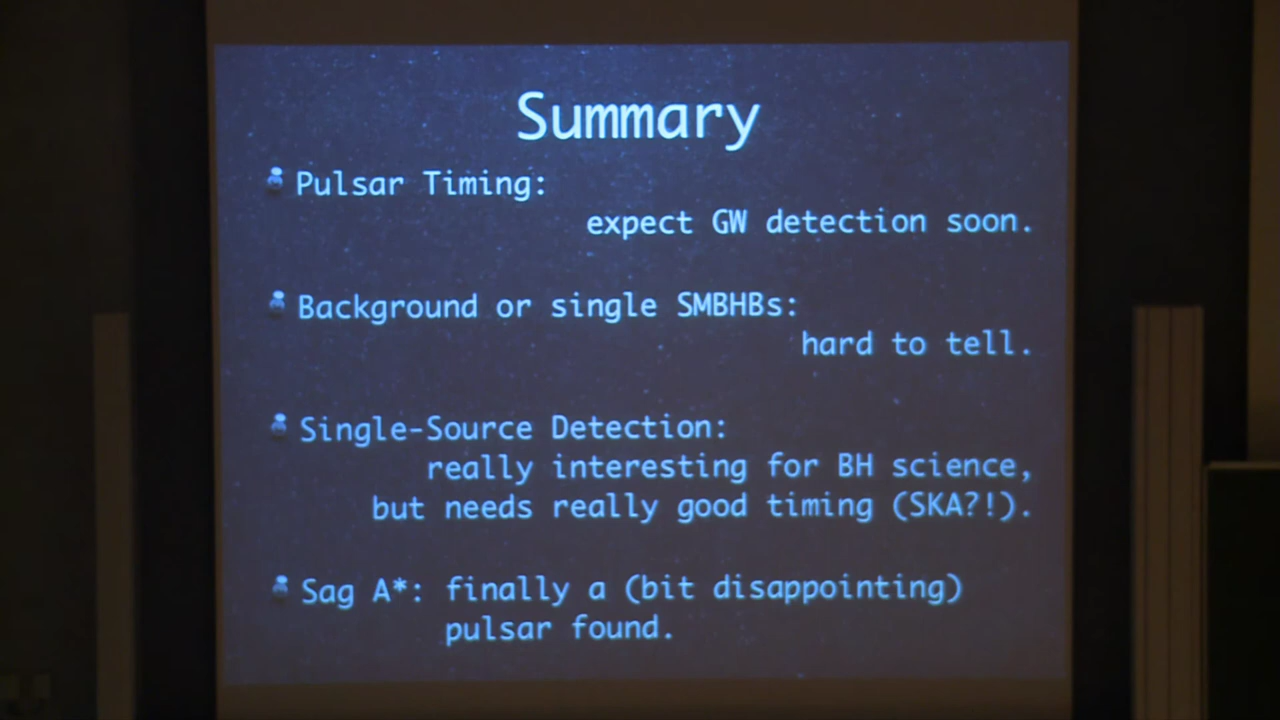 Summary
Pulsar Timing:
expect GW detection soon.
Background or single SMBHBs:
hard to tell.
Single-Source Detection:
really interesting for BH science,
but needs really good timing (SKA?!).
Sag A*: finally a (bit disappointing)
pulsar found.